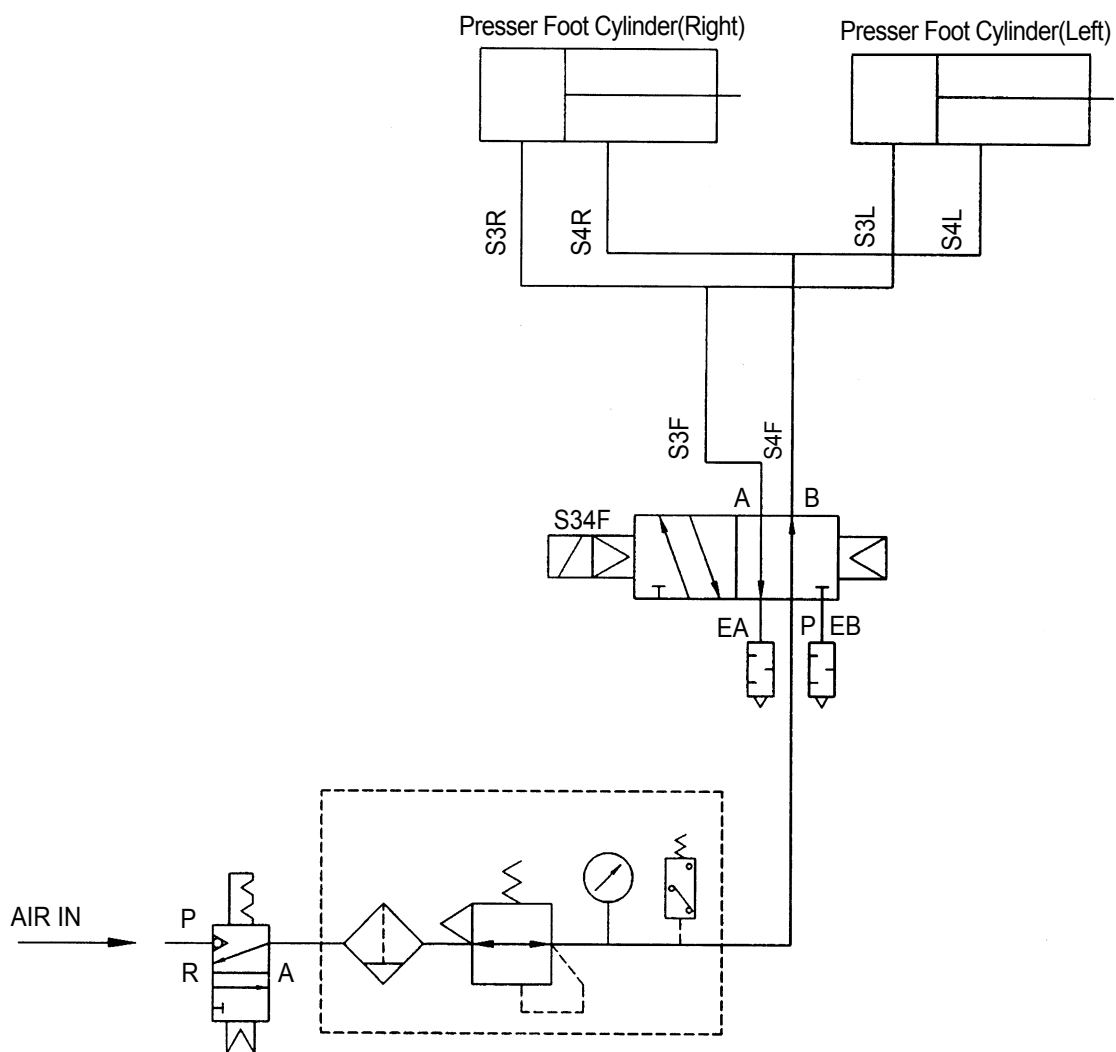 Presser Foot Cylinder(Right)
Presser Foot Cylinder(Left)
S3R
S4R
S3L
S4L
S3F
S4F
A
B
S34F
EA
P
EB
AIR IN
P
R
A